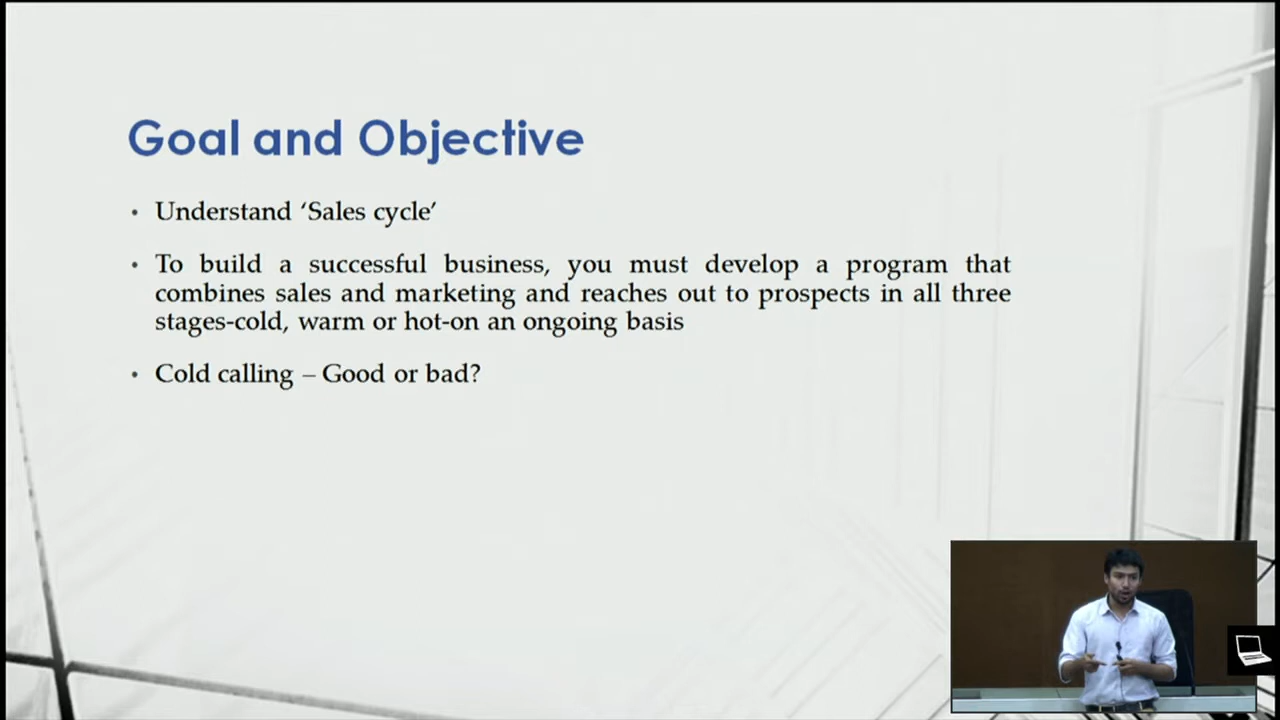 Goal and Objective
• Understand ‘Sales cycle’
• To build a successful business, you must develop a program that
combines sales and marketing and reaches out to prospects in all three
stages-cold, warm or hot-on an ongoing basis
• Cold calling – Good or bad?